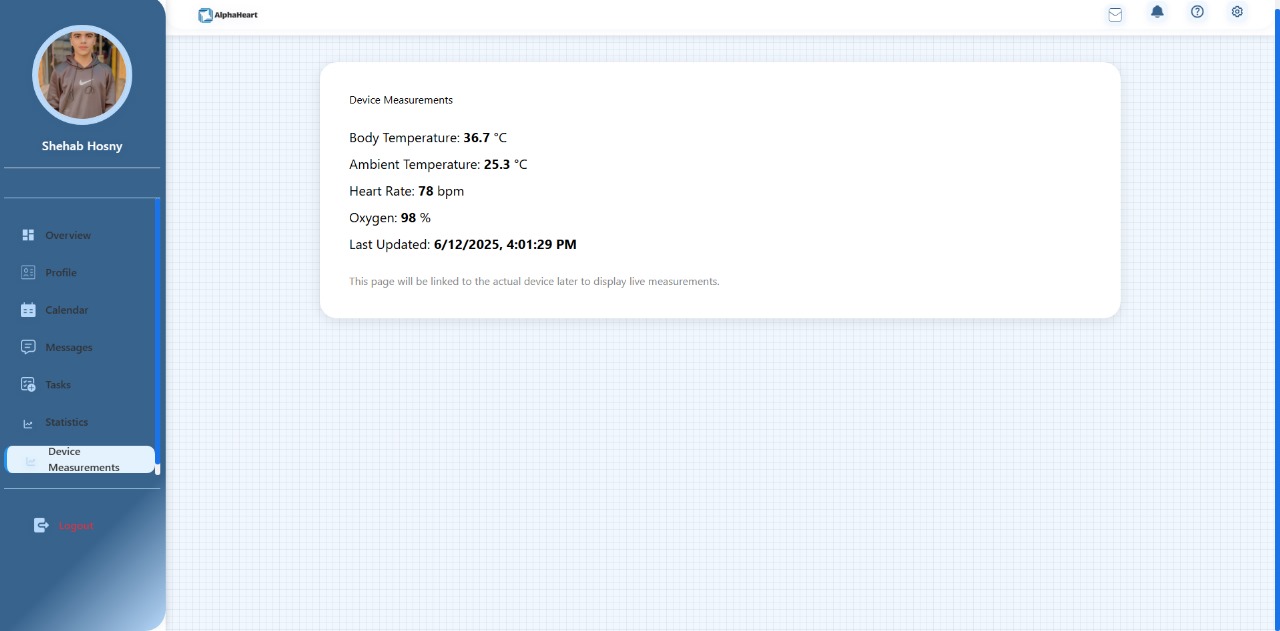 AlphaHeart
Shehab Hosny
Overview
Profile
Calendar
Messages
Tasks
Statistics
Device
Measurements
Logout
Device Measurements
Body Temperature: 36.7 °C
Ambient Temperature: 25.3 °C
Heart Rate: 78 bpm
Oxygen: 98 %
Last Updated: 6/12/2025, 4:01:29 PM
This page will be linked to the actual device later to display live measurements.